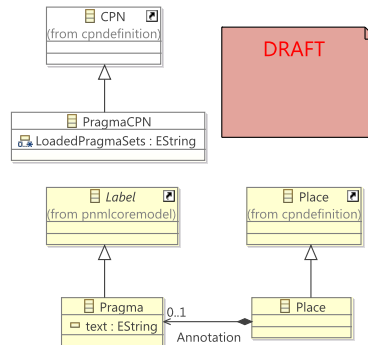 CPN
(from cpndefinition)
DRAFT
PragmaCPN
LoadedPragmaSets : EString
Label
(from pnmlcoremodel)
Place
(from cpndefinition)
Pragma
text : EString
0..1
Annotation
Place